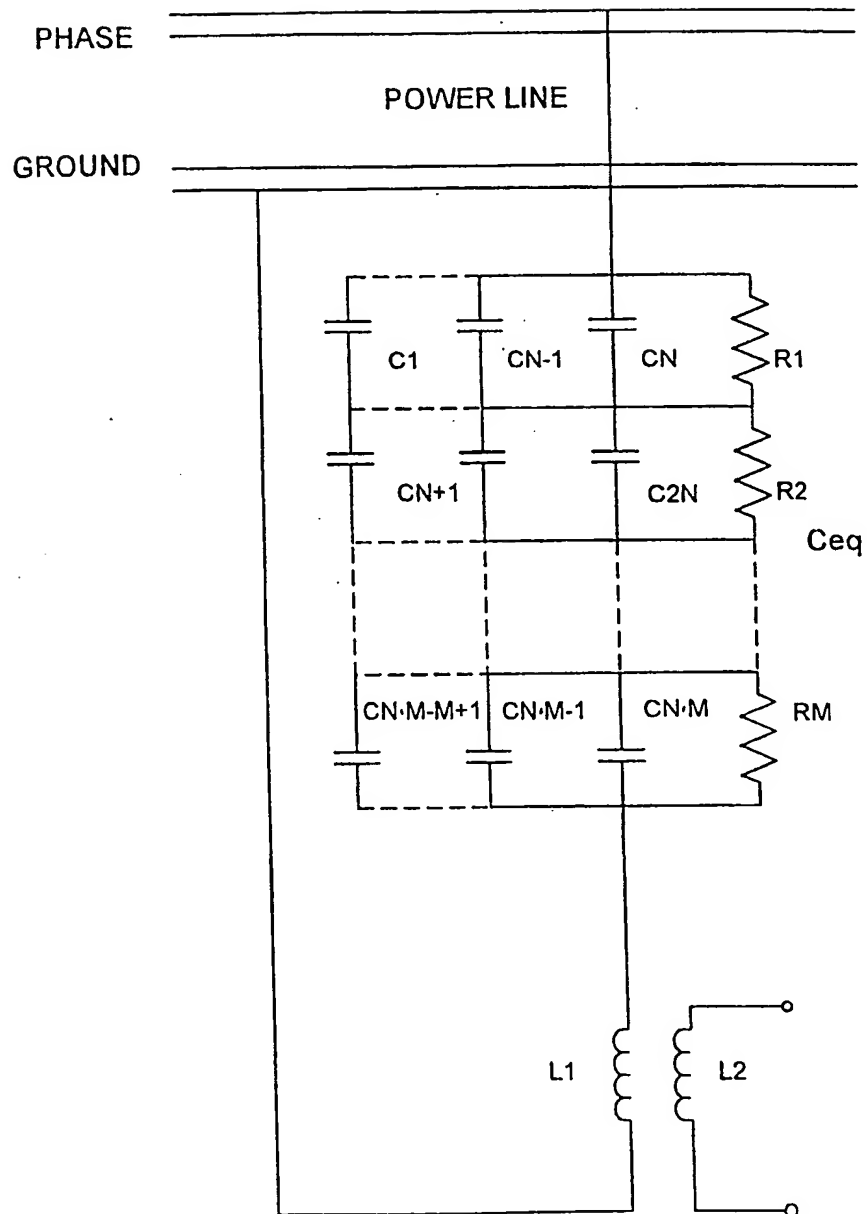 PHASE
POWER LINE
GROUND
C1 CN-1 CN R1
CN+1 C2N R2
Ceq
CN·M-M+1 CN·M-1 CN·M RM
L1 L2